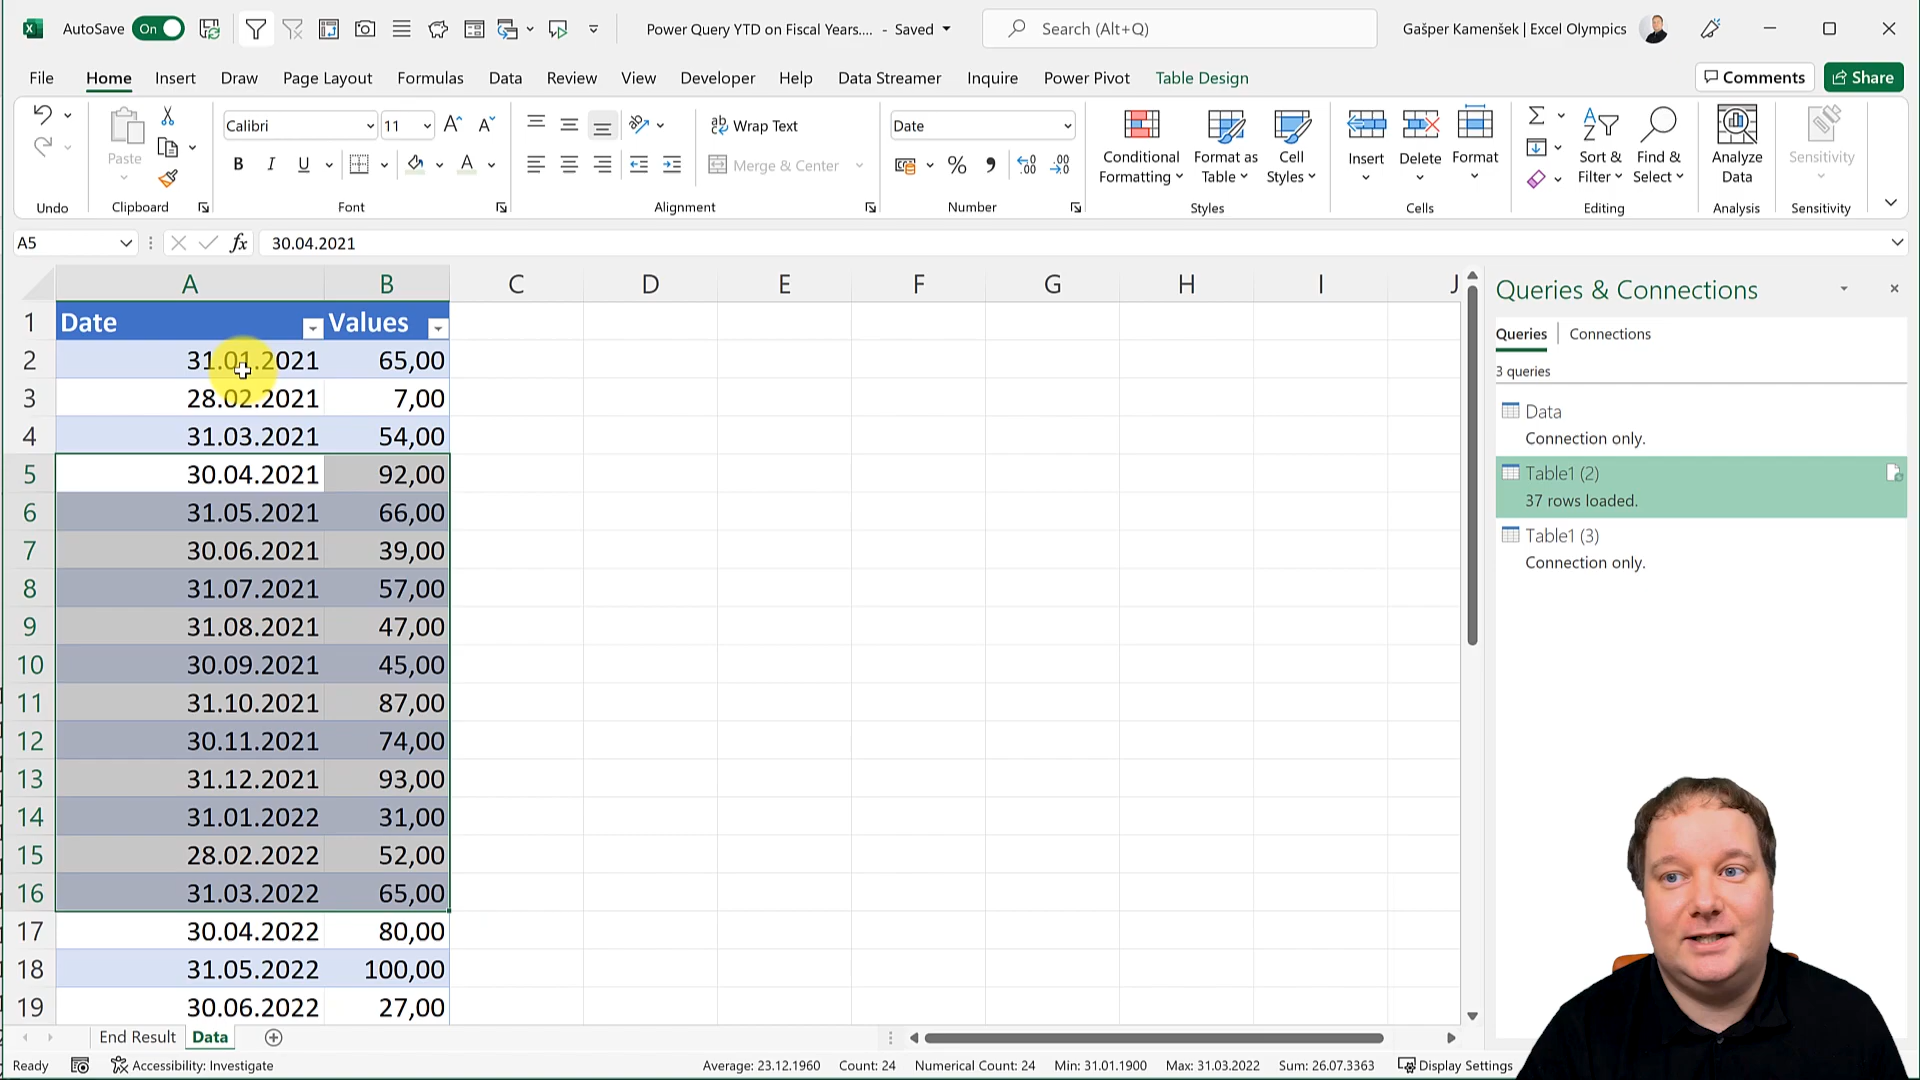 AutoSave On Power Query YTD on Fiscal Years.... - Saved Search (Alt+Q) Gašper Kamenšek | Excel Olympics
File Home Insert Draw Page Layout Formulas Data Review View Developer Help Data Streamer Inquire Power Pivot Table Design Comments Share
Paste
Calibri 11
B I U A
ab Wrap Text
Merge & Center
Date
% , .00
Conditional Formatting
Format as Table
Cell Styles
Insert
Delete
Format
Sort & Filter
Find & Select
Analyze Data
Sensitivity
Undo Clipboard Font Alignment Number Styles Cells Editing Analysis Sensitivity
A5 fx 30.04.2021
A B C D E F G H I J
1 Date Values
2 31.01.2021 65,00
3 28.02.2021 7,00
4 31.03.2021 54,00
5 30.04.2021 92,00
6 31.05.2021 66,00
7 30.06.2021 39,00
8 31.07.2021 57,00
9 31.08.2021 47,00
10 30.09.2021 45,00
11 31.10.2021 87,00
12 30.11.2021 74,00
13 31.12.2021 93,00
14 31.01.2022 31,00
15 28.02.2022 52,00
16 31.03.2022 65,00
17 30.04.2022 80,00
18 31.05.2022 100,00
19 30.06.2022 27,00
Queries & Connections
Queries | Connections
3 queries
Data
Connection only.
Table1 (2)
37 rows loaded.
Table1 (3)
Connection only.
End Result Data
Ready Accessibility: Investigate Average: 23.12.1960 Count: 24 Numerical Count: 24 Min: 31.01.1900 Max: 31.03.2022 Sum: 26.07.3363 Display Settings